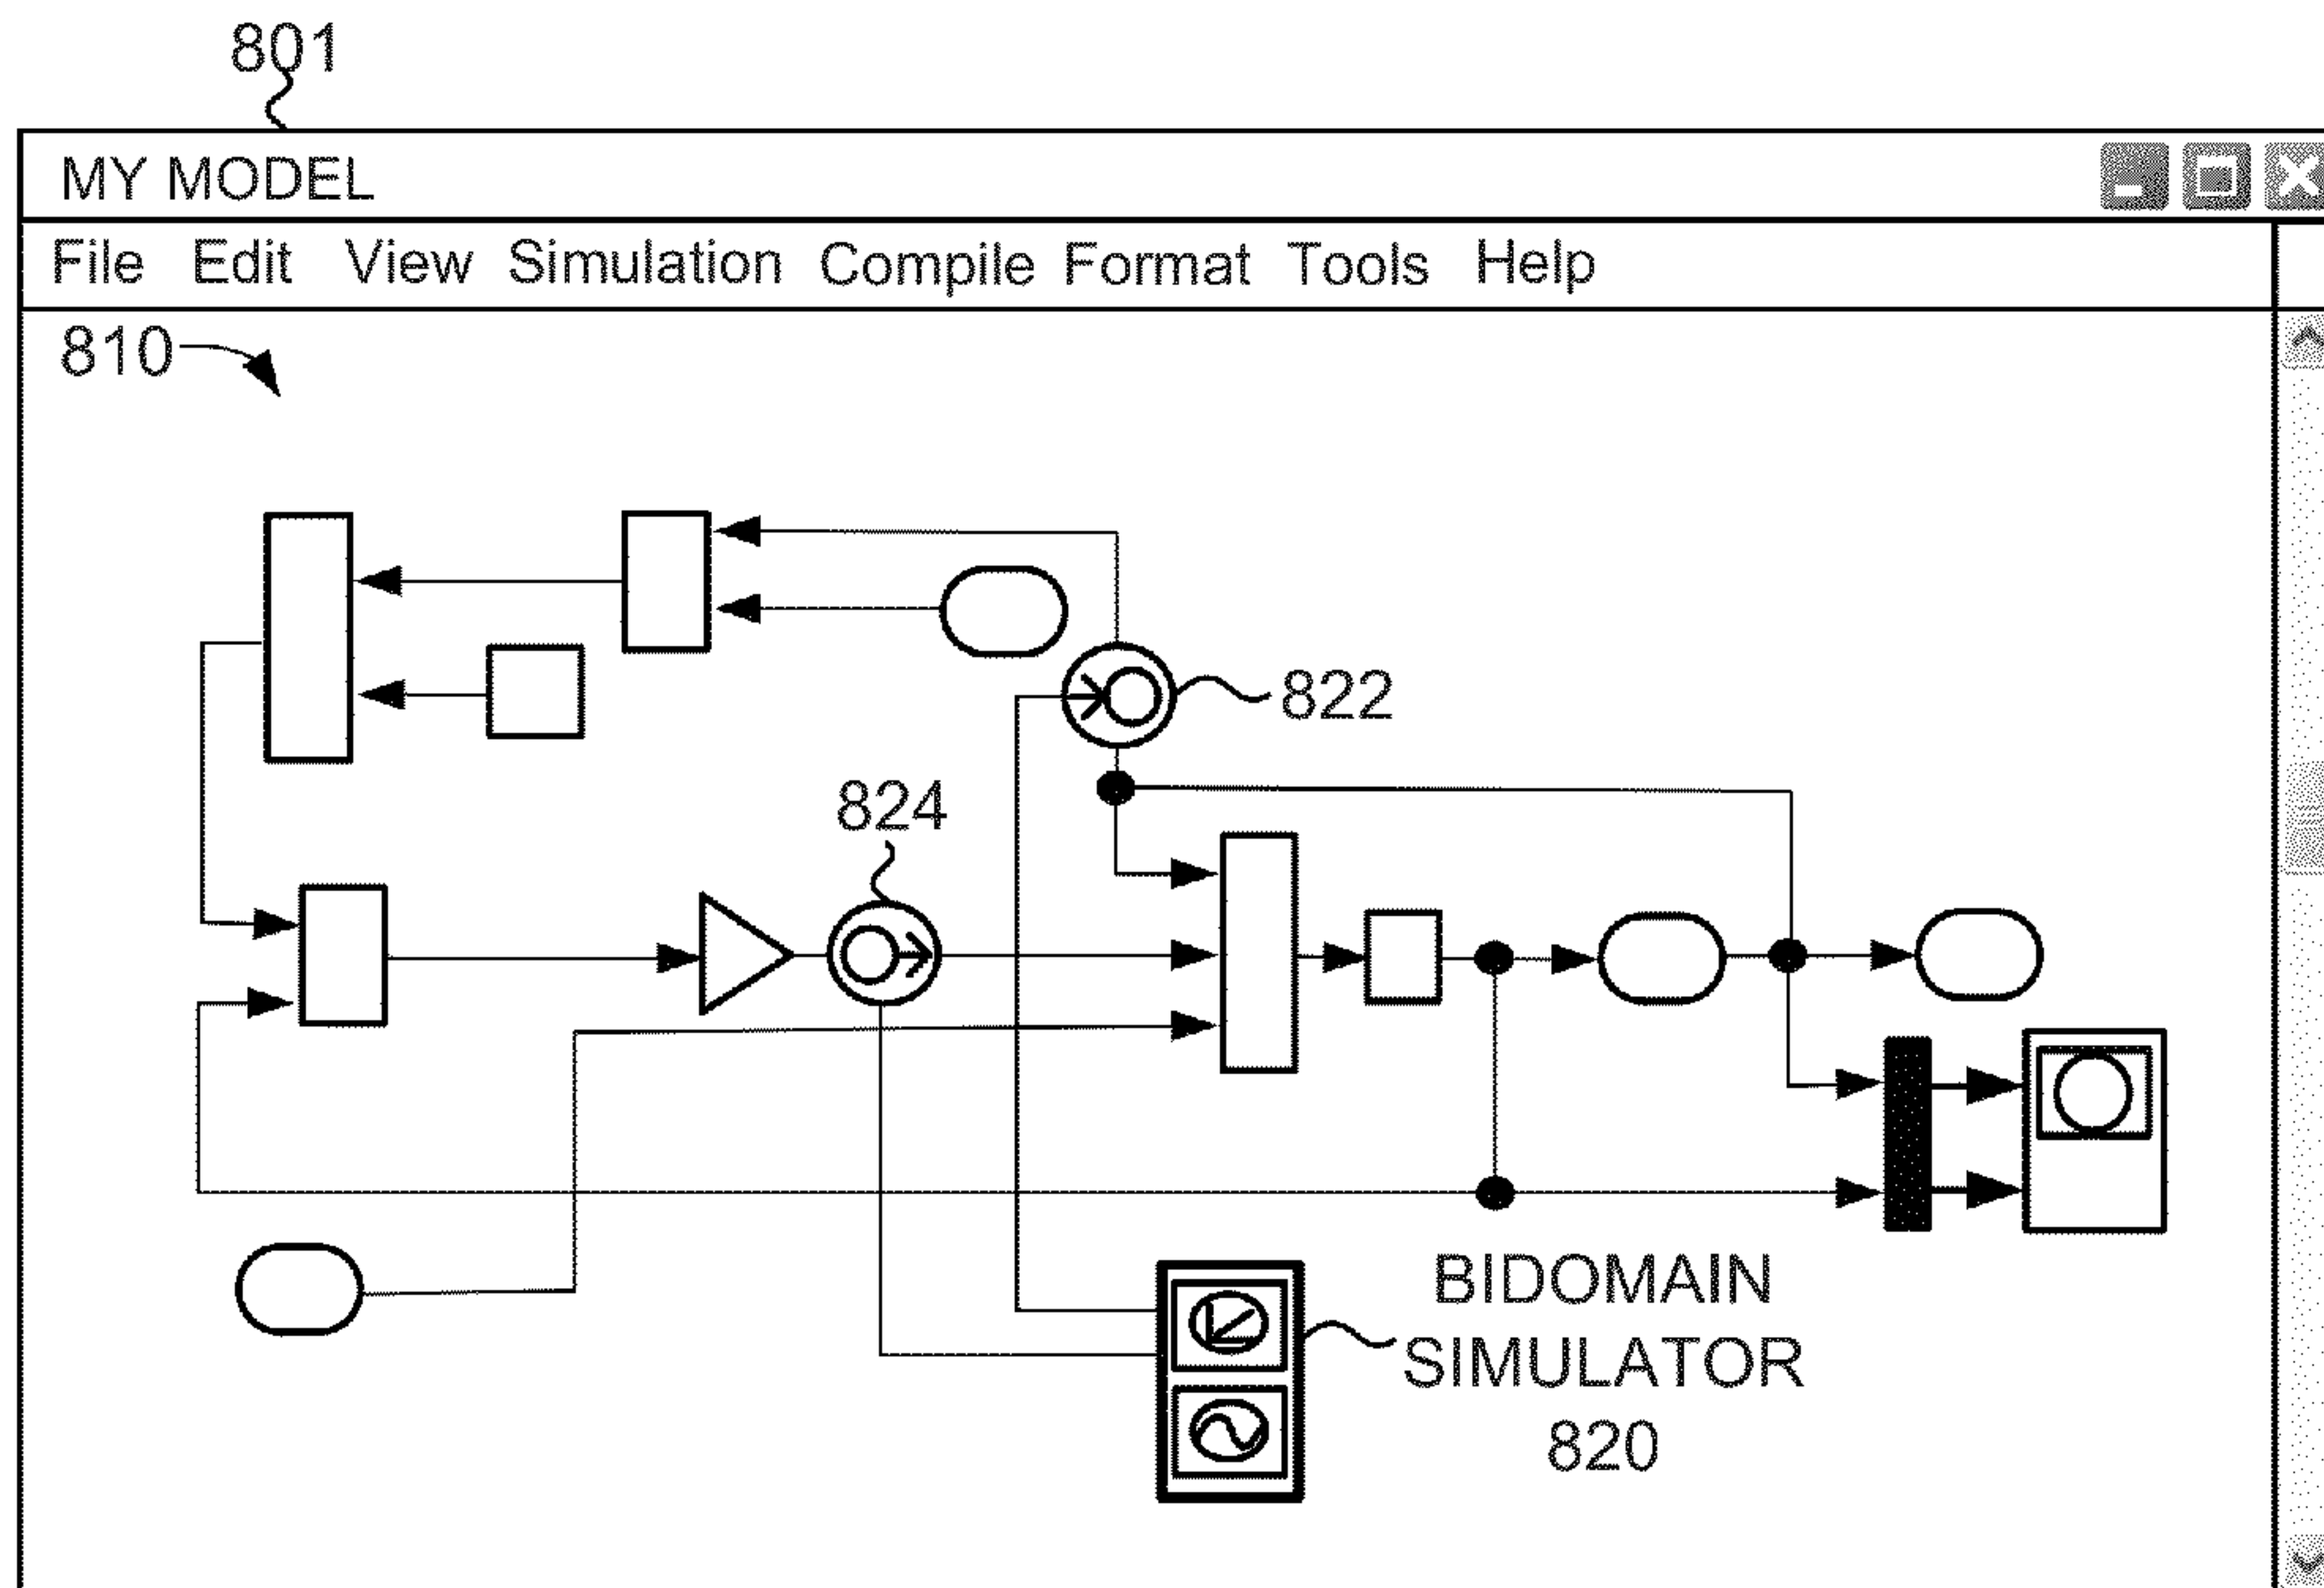 801
MY MODEL
File Edit View Simulation Compile Format Tools Help
810
822
824
BIDOMAIN
SIMULATOR
820